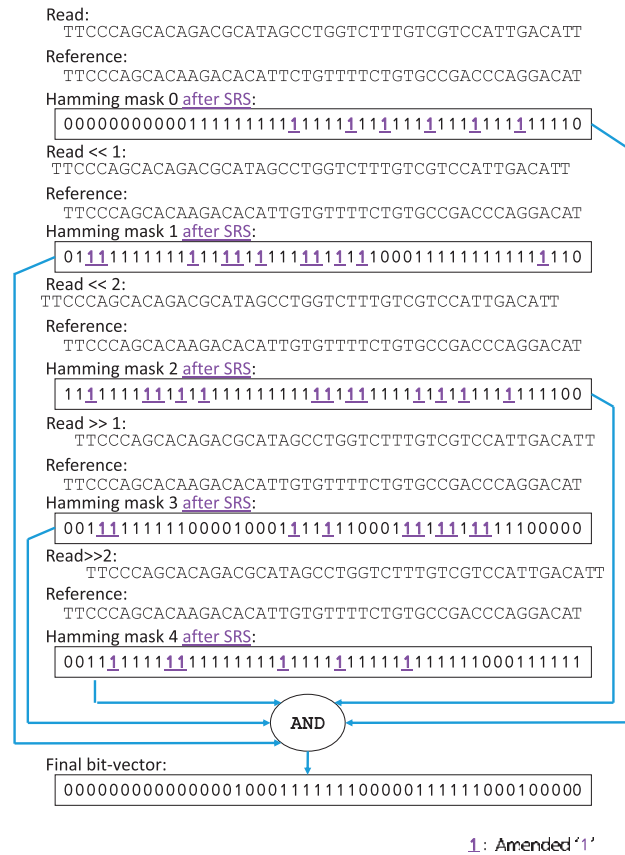 Read:
TTCCCAGCACAGACGCATAGCCTGGTCTTTGTCGTCCATTGACATT
Reference:
TTCCCAGCACAAGACACATTCTGTTTTCTGTGCCGACCCAGGACAT
Hamming mask 0 after SRS:
0000000000011111111111111111111111111111111110
Read << 1:
TTCCCAGCACAGACGCATAGCCTGGTCTTTGTCGTCCATTGACATT
Reference:
TTCCCAGCACAAGACACATTGTGTTTTCTGTGCCGACCCAGGACAT
Hamming mask 1 after SRS:
0111111111111111111111111111000111111111111110
Read << 2:
TTCCCAGCACAGACGCATAGCCTGGTCTTTGTCGTCCATTGACATT
Reference:
TTCCCAGCACAAGACACATTGTGTTTTCTGTGCCGACCCAGGACAT
Hamming mask 2 after SRS:
1111111111111111111111111111111111111111111100
Read >> 1:
TTCCCAGCACAGACGCATAGCCTGGTCTTTGTCGTCCATTGACATT
Reference:
TTCCCAGCACAAGACACATTGTGTTTTCTGTGCCGACCCAGGACAT
Hamming mask 3 after SRS:
0011111111100001000111111100011111111111100000
Read>>2:
TTCCCAGCACAGACGCATAGCCTGGTCTTTGTCGTCCATTGACATT
Reference:
TTCCCAGCACAAGACACATTGTGTTTTCTGTGCCGACCCAGGACAT
Hamming mask 4 after SRS:
0011111111111111111111111111111111111000111111
AND
Final bit-vector:
0000000000000001000111111100000111111000100000
1 : Amended '1'